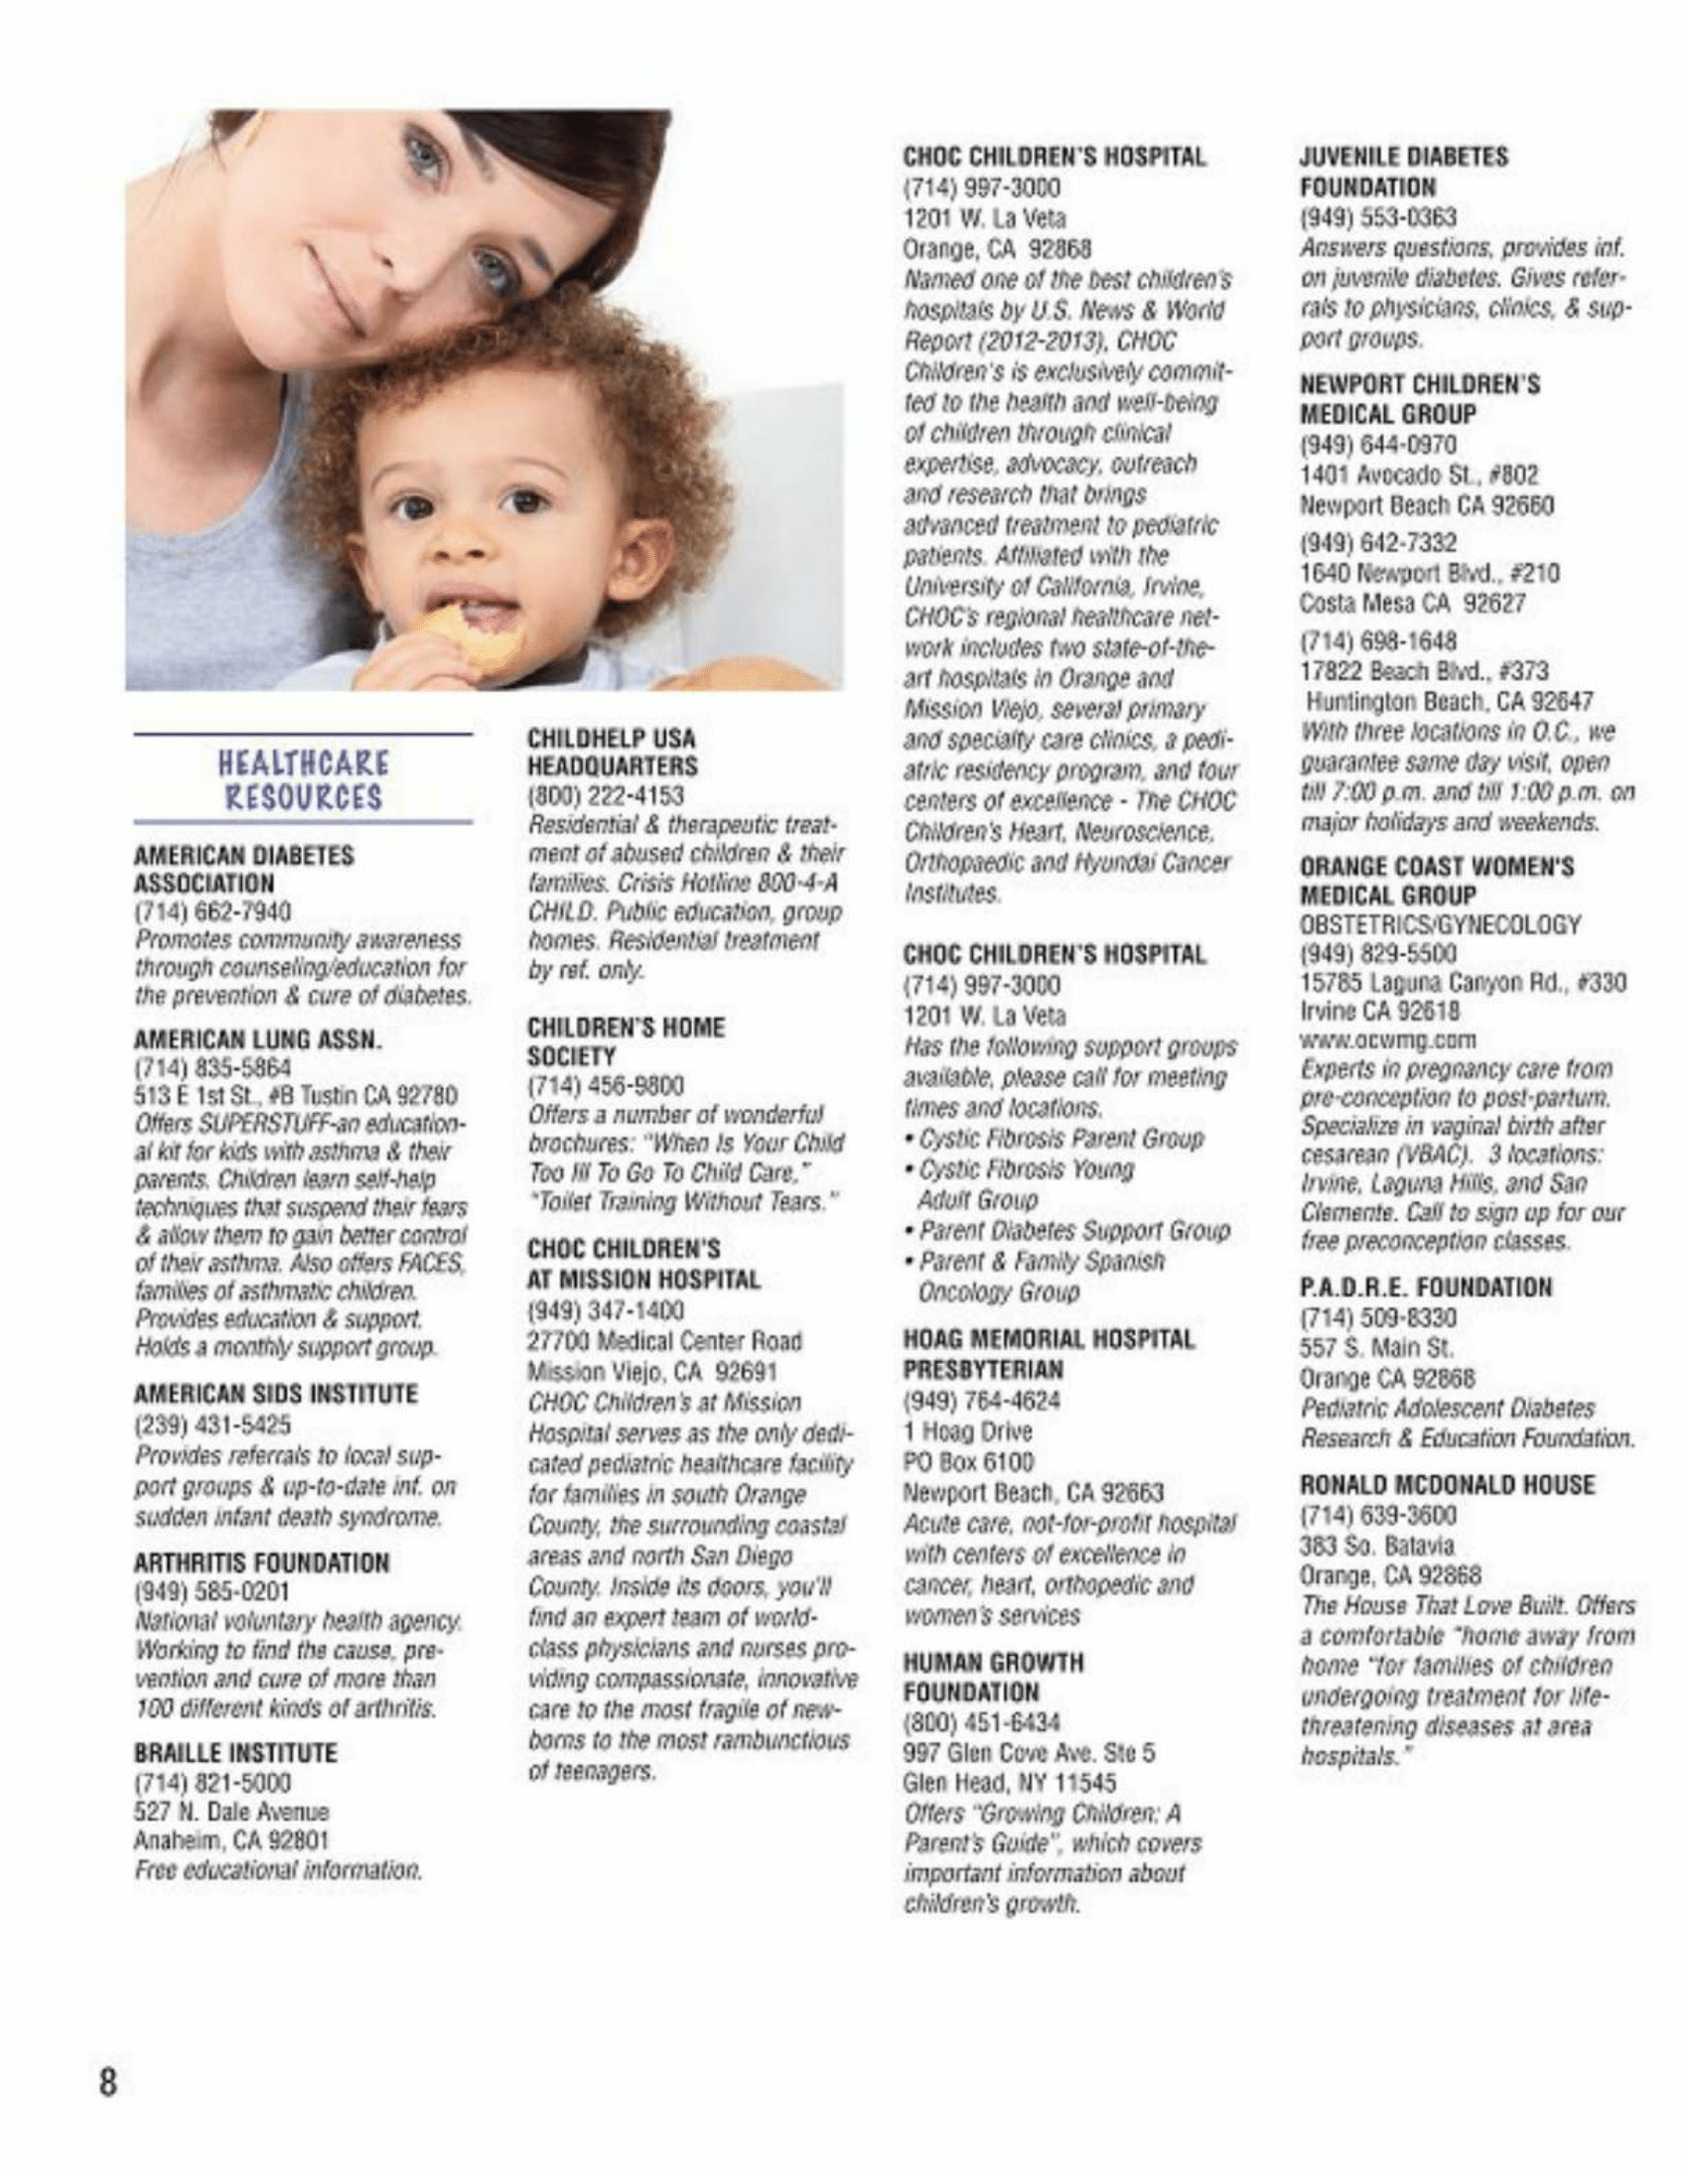 HEALTHCARE
RESOURCES
AMERICAN DIABETES
ASSOCIATION
(714) 662-7940
Promotes community awareness
through counseling/education for
the prevention & cure of diabetes.
AMERICAN LUNG ASSN.
(714) 835-5864
513 E 1st St., #B Tustin CA 92780
Offers SUPERSTUFF-an education-
al kit for kids with asthma & their
parents. Children learn self-help
techniques that suspend their fears
& allow them to gain better control
of their asthma. Also offers FACES,
families of asthmatic children.
Provides education & support.
Holds a monthly support group.
AMERICAN SIDS INSTITUTE
(239) 431-5425
Provides referrals to local sup-
port groups & up-to-date inf. on
sudden infant death syndrome.
ARTHRITIS FOUNDATION
(949) 585-0201
National voluntary health agency.
Working to find the cause, pre-
vention and cure of more than
100 different kinds of arthritis.
BRAILLE INSTITUTE
(714) 821-5000
527 N. Dale Avenue
Anaheim, CA 92801
Free educational information.
CHILDHELP USA
HEADQUARTERS
(800) 222-4153
Residential & therapeutic treat-
ment of abused children & their
families. Crisis Hotline 800-4-A
CHILD. Public education, group
homes. Residential treatment
by ref. only.
CHILDREN'S HOME
SOCIETY
(714) 456-9800
Offers a number of wonderful
brochures: "When Is Your Child
Too Ill To Go To Child Care,"
"Toilet Training Without Tears."
CHOC CHILDREN'S
AT MISSION HOSPITAL
(949) 347-1400
27700 Medical Center Road
Mission Viejo, CA 92691
CHOC Children's at Mission
Hospital serves as the only dedi-
cated pediatric healthcare facility
for families in south Orange
County, the surrounding coastal
areas and north San Diego
County. Inside its doors, you'll
find an expert team of world-
class physicians and nurses pro-
viding compassionate, innovative
care to the most fragile of new-
borns to the most rambunctious
of teenagers.
CHOC CHILDREN'S HOSPITAL
(714) 997-3000
1201 W. La Veta
Orange, CA 92868
Named one of the best children's
hospitals by U.S. News & World
Report (2012-2013), CHOC
Children's is exclusively commit-
ted to the health and well-being
of children through clinical
expertise, advocacy, outreach
and research that brings
advanced treatment to pediatric
patients. Affiliated with the
University of California, Irvine,
CHOC's regional healthcare net-
work includes two state-of-the-
art hospitals in Orange and
Mission Viejo, several primary
and specialty care clinics, a pedi-
atric residency program, and four
centers of excellence - The CHOC
Children's Heart, Neuroscience,
Orthopaedic and Hyundai Cancer
Institutes.
CHOC CHILDREN'S HOSPITAL
(714) 997-3000
1201 W. La Veta
Has the following support groups
available, please call for meeting
times and locations.
• Cystic Fibrosis Parent Group
• Cystic Fibrosis Young
Adult Group
• Parent Diabetes Support Group
• Parent & Family Spanish
Oncology Group
HOAG MEMORIAL HOSPITAL
PRESBYTERIAN
(949) 764-4624
1 Hoag Drive
PO Box 6100
Newport Beach, CA 92663
Acute care, not-for-profit hospital
with centers of excellence in
cancer, heart, orthopedic and
women's services
HUMAN GROWTH
FOUNDATION
(800) 451-6434
997 Glen Cove Ave. Ste 5
Glen Head, NY 11545
Offers "Growing Children: A
Parent's Guide", which covers
important information about
children's growth.
JUVENILE DIABETES
FOUNDATION
(949) 553-0363
Answers questions, provides inf.
on juvenile diabetes. Gives refer-
rals to physicians, clinics, & sup-
port groups.
NEWPORT CHILDREN'S
MEDICAL GROUP
(949) 644-0970
1401 Avocado St., #802
Newport Beach CA 92660
(949) 642-7332
1640 Newport Blvd., #210
Costa Mesa CA 92627
(714) 698-1648
17822 Beach Blvd., #373
Huntington Beach, CA 92647
With three locations in O.C., we
guarantee same day visit, open
till 7:00 p.m. and till 1:00 p.m. on
major holidays and weekends.
ORANGE COAST WOMEN'S
MEDICAL GROUP
OBSTETRICS/GYNECOLOGY
(949) 829-5500
15785 Laguna Canyon Rd., #330
Irvine CA 92618
www.ocwmg.com
Experts in pregnancy care from
pre-conception to post-partum.
Specialize in vaginal birth after
cesarean (VBAC). 3 locations:
Irvine, Laguna Hills, and San
Clemente. Call to sign up for our
free preconception classes.
P.A.D.R.E. FOUNDATION
(714) 509-8330
557 S. Main St.
Orange CA 92868
Pediatric Adolescent Diabetes
Research & Education Foundation.
RONALD MCDONALD HOUSE
(714) 639-3600
383 So. Batavia
Orange, CA 92868
The House That Love Built. Offers
a comfortable "home away from
home "for families of children
undergoing treatment for life-
threatening diseases at area
hospitals."
8